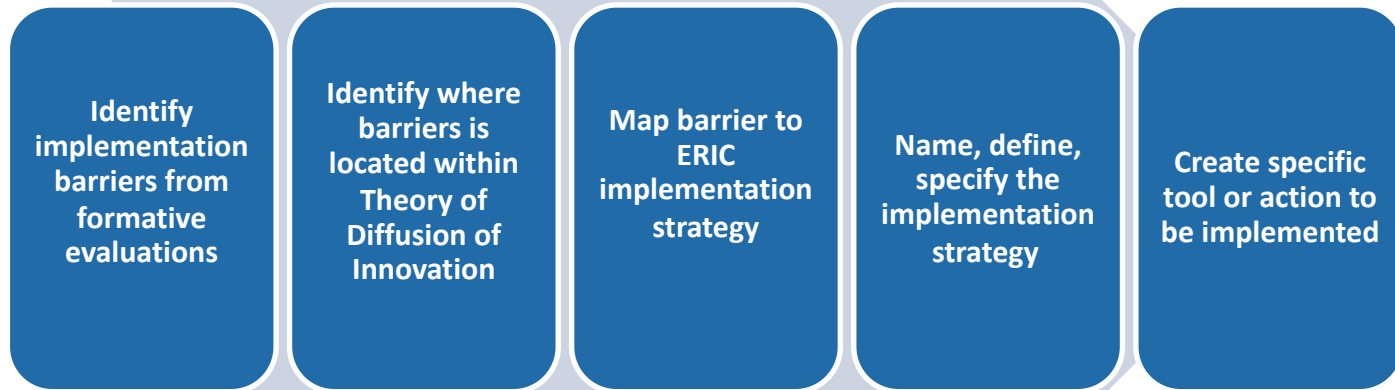 Identify
implementation
barriers from
formative
evaluations
Identify where
barriers is
located within
Theory of
Diffusion of
Innovation
Map barrier to
ERIC
implementation
strategy
Name, define,
specify the
implementation
strategy
Create specific
tool or action to
be implemented